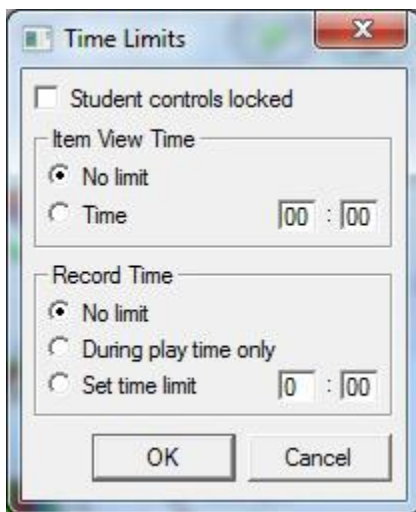 Time Limits
Student controls locked
Item View Time
No limit
Time 00 : 00
Record Time
No limit
During play time only
Set time limit 0 : 00
OK Cancel